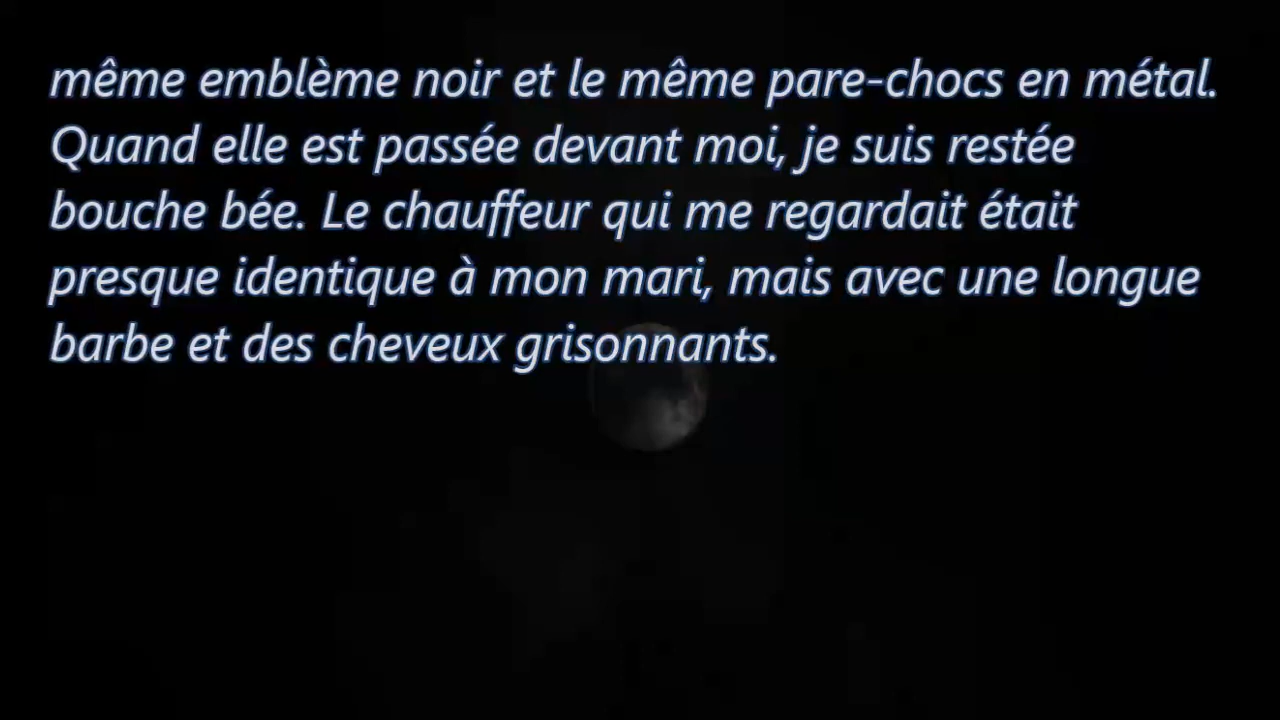 même emblème noir et le même pare-chocs en métal.
Quand elle est passée devant moi, je suis restée
bouche bée. Le chauffeur qui me regardait était
presque identique à mon mari, mais avec une longue
barbe et des cheveux grisonnants.